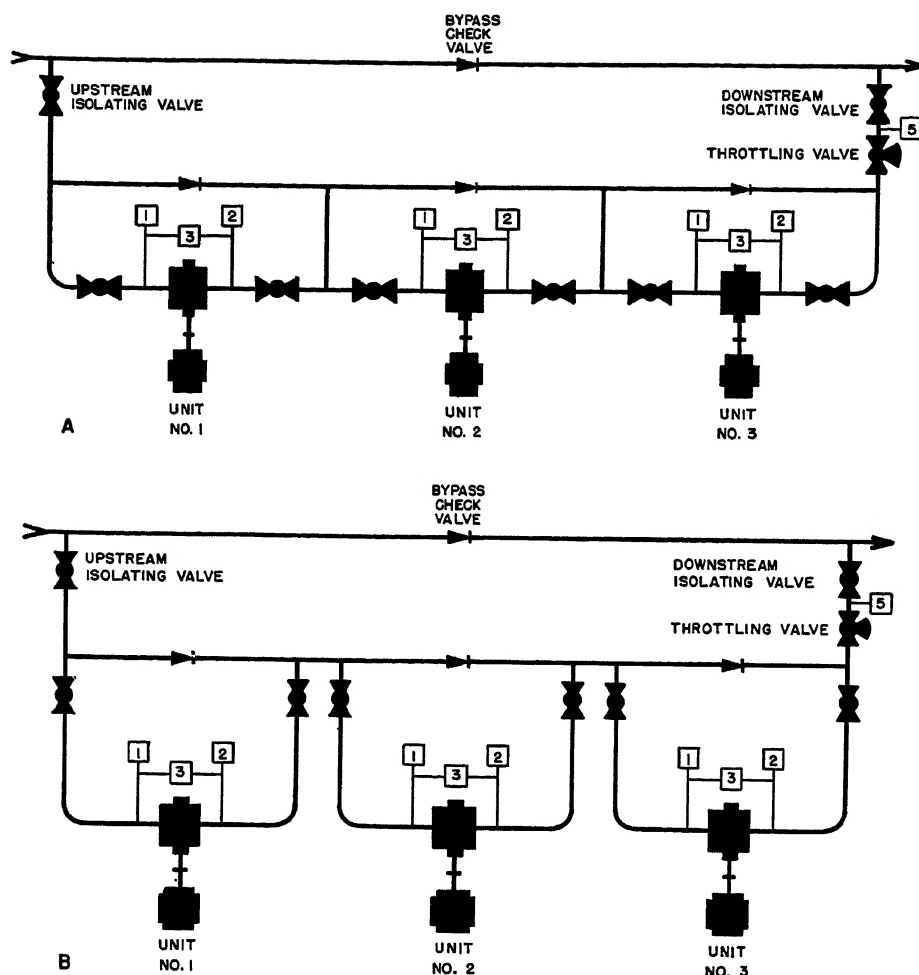 BYPASS
CHECK
VALVE
UPSTREAM
ISOLATING VALVE
DOWNSTREAM
ISOLATING VALVE
5
THROTTLING VALVE
1
2
1
2
1
2
3
3
3
UNIT
NO. 1
UNIT
NO. 2
UNIT
NO. 3
A
BYPASS
CHECK
VALVE
UPSTREAM
ISOLATING VALVE
DOWNSTREAM
ISOLATING VALVE
5
THROTTLING VALVE
1
2
1
2
1
2
3
3
3
UNIT
NO. 1
UNIT
NO. 2
UNIT
NO. 3
B